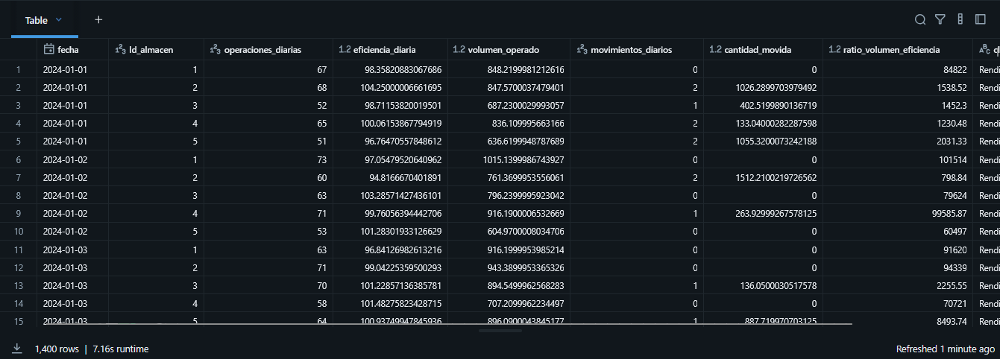 Table +
fecha Id_almacen operaciones_diarias eficiencia_diaria volumen_operado movimientos_diarios cantidad_movida ratio_volumen_eficiencia
1 2024-01-01 1 67 98.35820883067686 848.2199981212616 0 0 84822 Rendi
2 2024-01-01 2 68 104.25000006661695 847.5700037479401 2 1026.2899703979492 1538.52 Rendi
3 2024-01-01 3 52 98.71153820019501 687.2300029993057 1 402.5199890136719 1452.3 Rendi
4 2024-01-01 4 65 100.06153867794919 836.109995663166 2 133.04000282287598 1230.48 Rendi
5 2024-01-01 5 51 96.76470557848612 636.6199948787689 2 1055.3200073242188 2031.33 Rendi
6 2024-01-02 1 73 97.05479520640962 1015.1399986743927 0 0 101514 Rendi
7 2024-01-02 2 60 94.8166670401891 761.3699953556061 2 1512.2100219726562 798.84 Rendi
8 2024-01-02 3 63 103.28571427436101 796.2399995923042 0 0 79624 Rendi
9 2024-01-02 4 71 99.76056394442706 916.1900006532669 1 263.92999267578125 99585.87 Rendi
10 2024-01-02 5 53 101.28301933126629 604.9700008034706 0 0 60497 Rendi
11 2024-01-03 1 63 96.84126982613216 916.1999953985214 0 0 91620 Rendi
12 2024-01-03 2 71 99.04225359500293 943.3899953365326 0 0 94339 Rendi
13 2024-01-03 3 70 101.22857136385781 894.5499962568283 1 136.0500030517578 2255.55 Rendi
14 2024-01-03 4 58 101.48275823428715 707.2099962234497 0 0 70721 Rendi
15 2024-01-03 5 64 100.93749947845936 896.0900043845177 1 887.719970703125 8493.74 Rendi
1,400 rows | 7.16s runtime Refreshed 1 minute ago